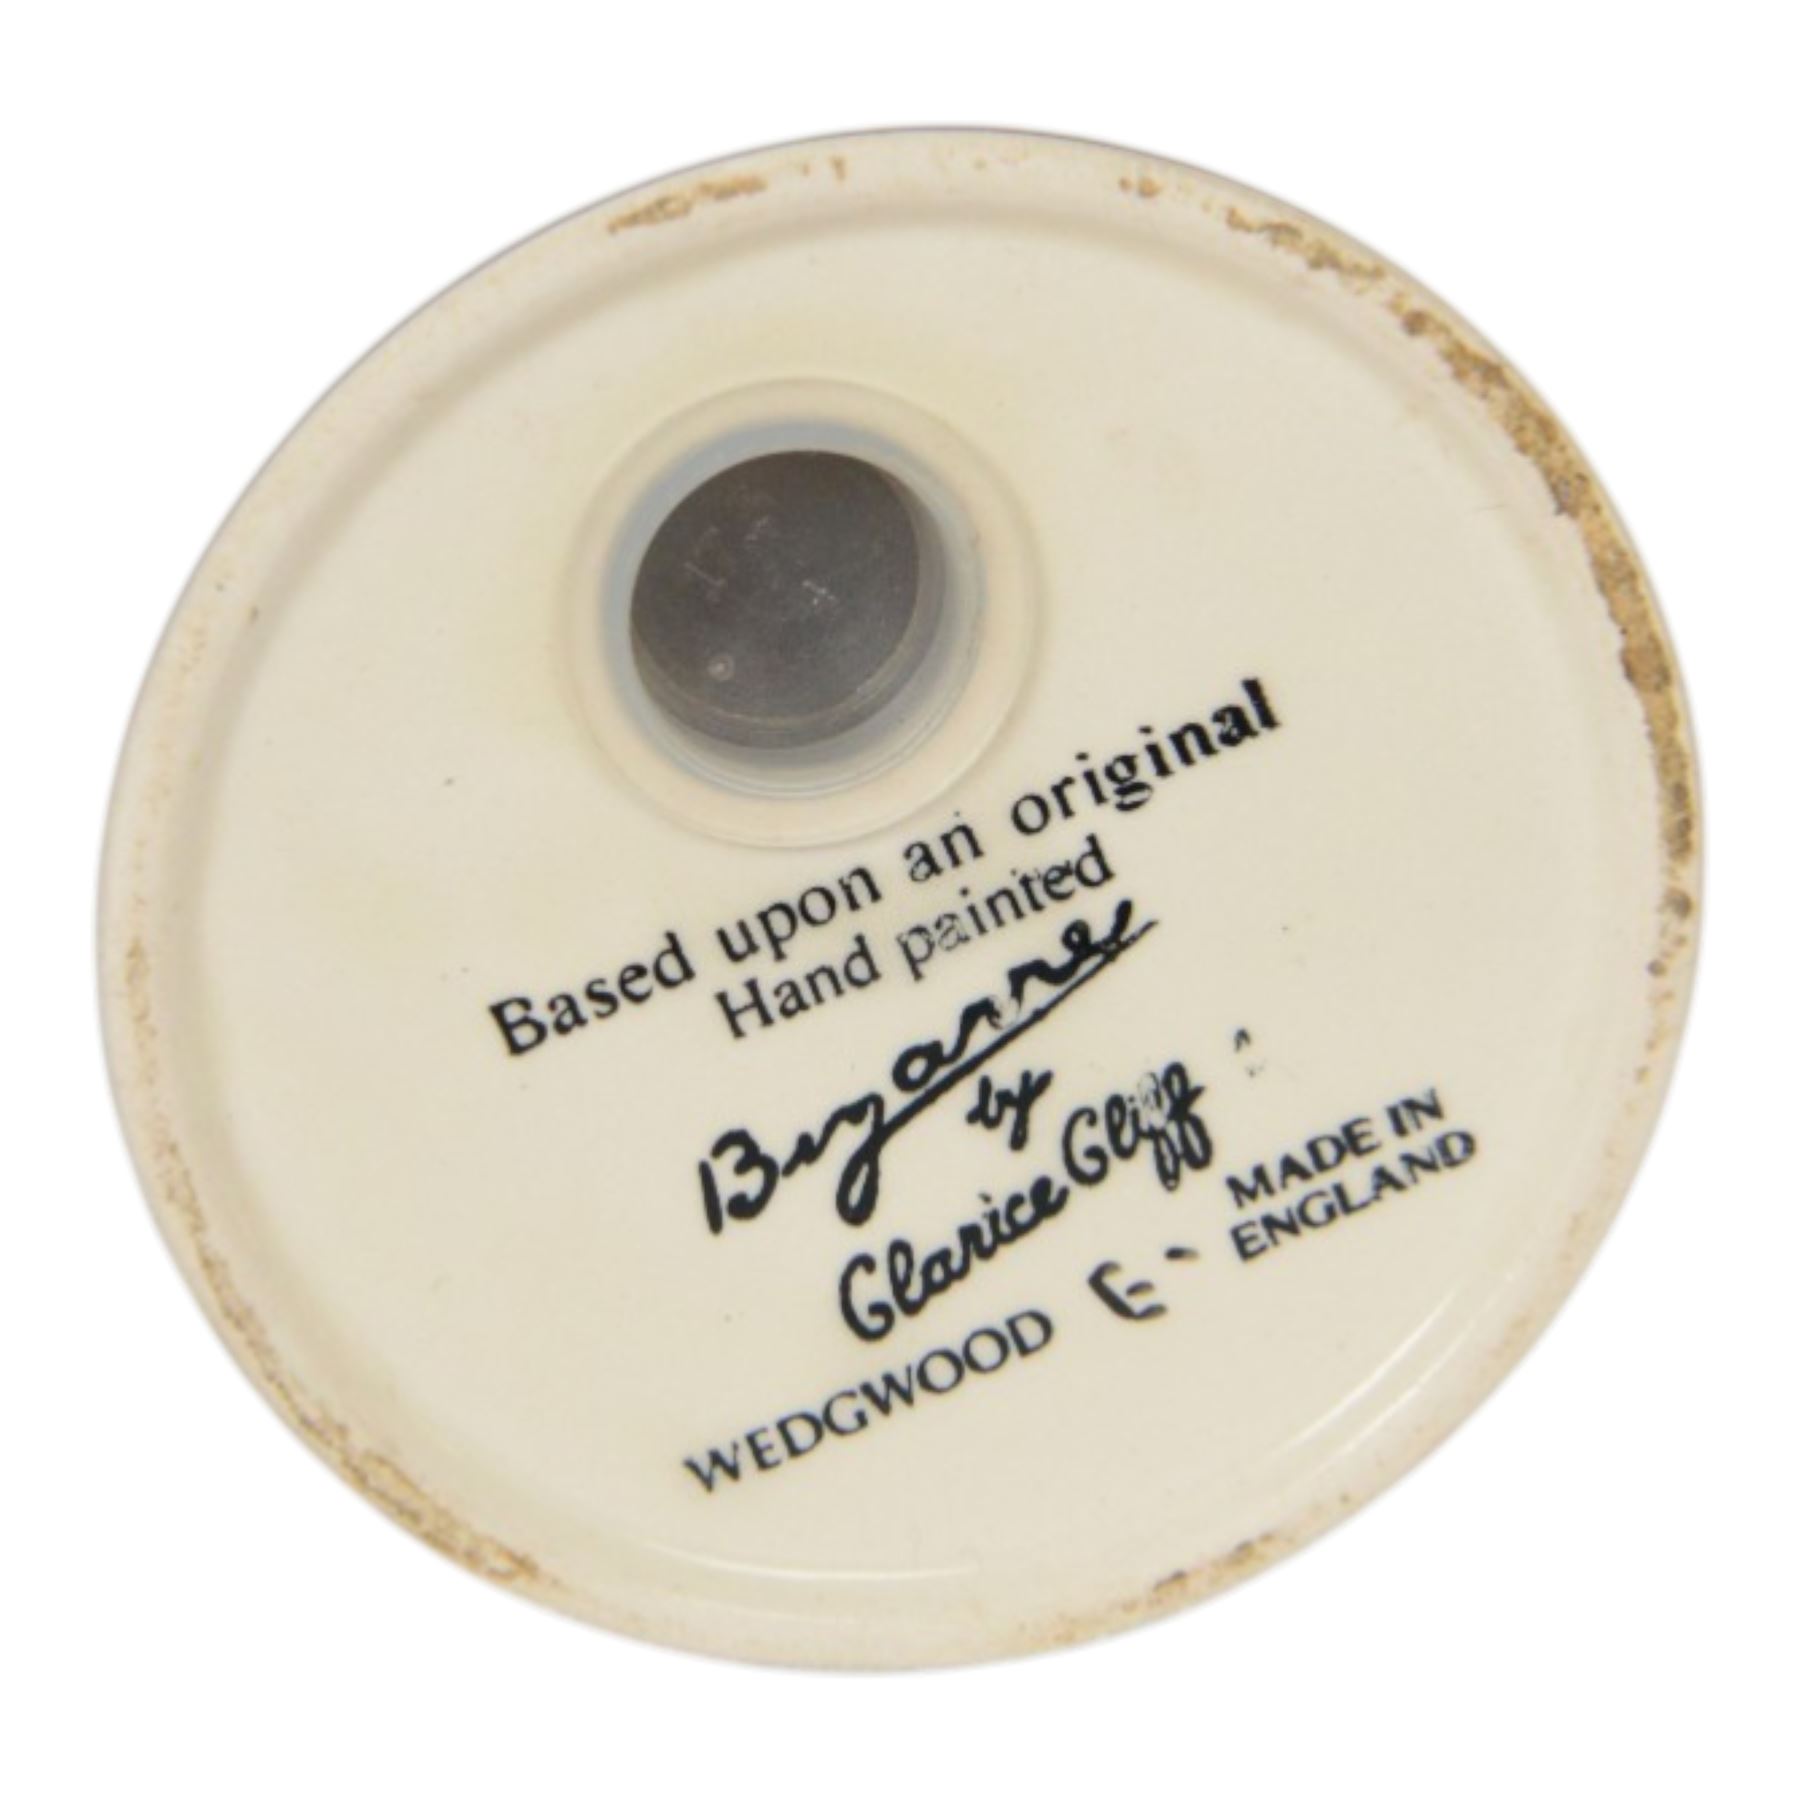 Based upon an original
Hand painted
Bizarre
by
Clarice Cliff
WEDGWOOD
MADE IN
ENGLAND